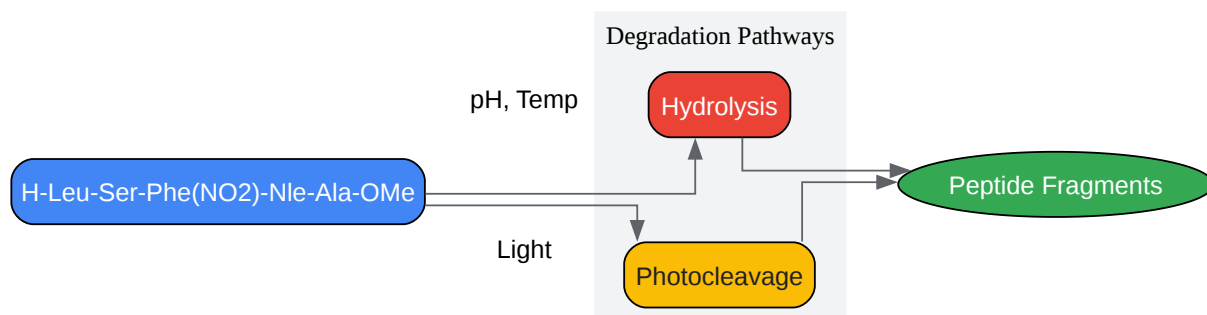 Degradation Pathways
pH, Temp
Hydrolysis
H-Leu-Ser-Phe(NO2)-Nle-Ala-OMe
Peptide Fragments
Light
Photocleavage